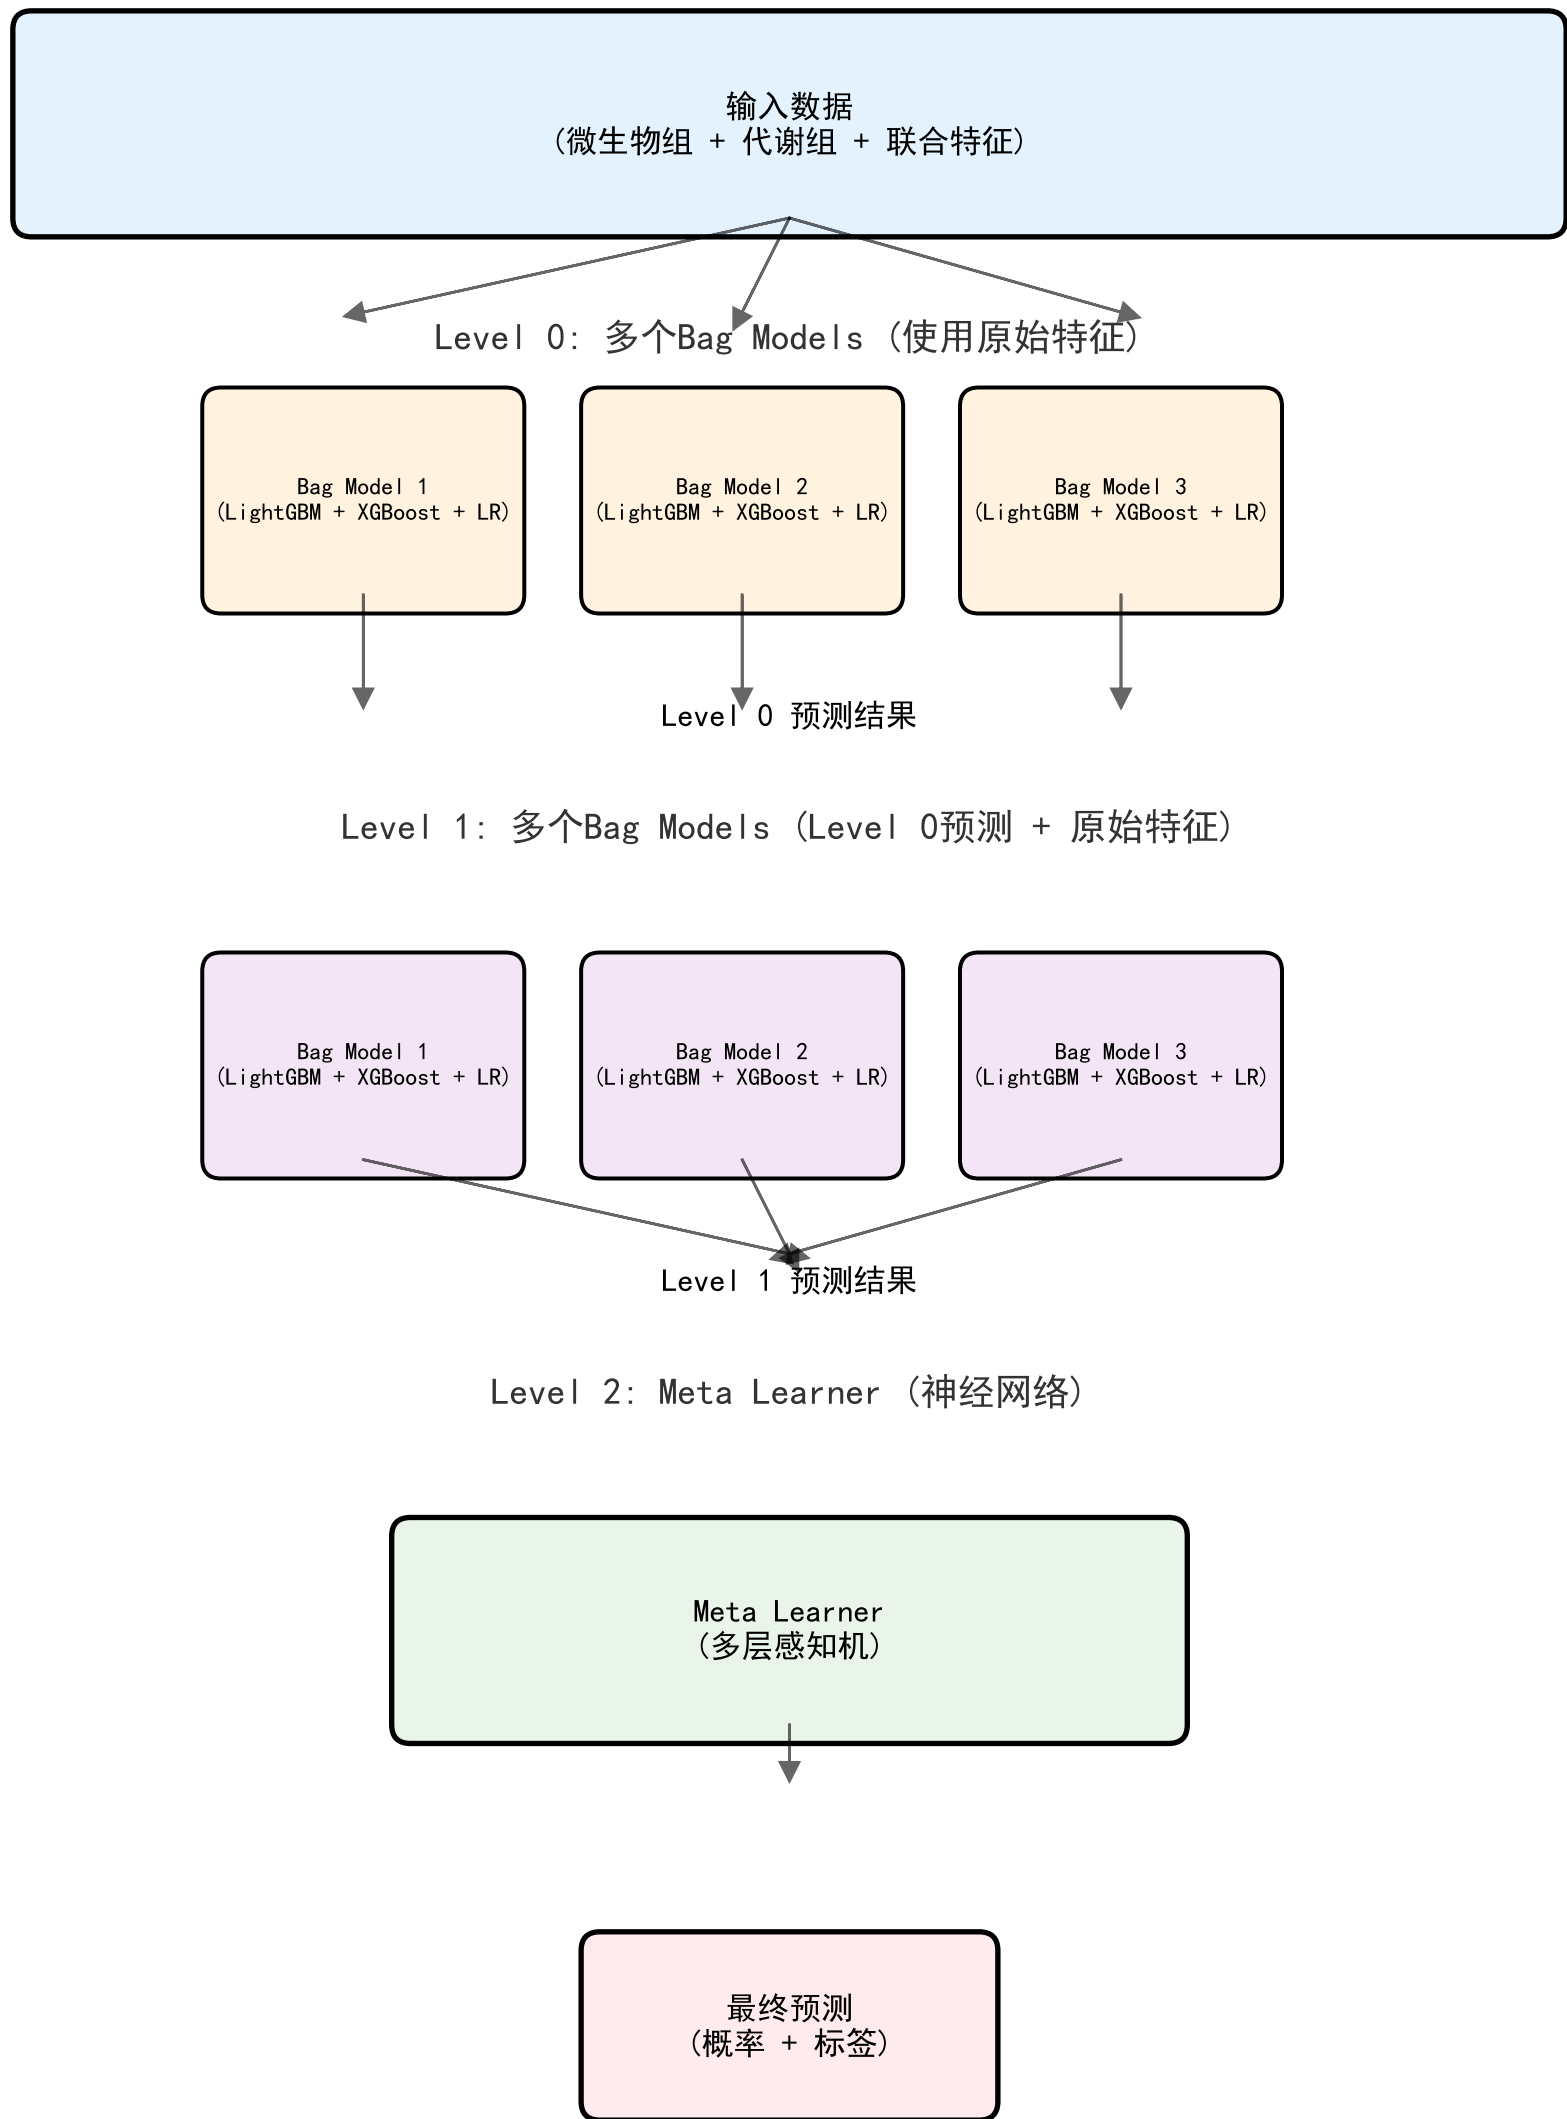 输入数据
(微生物组 + 代谢组 + 联合特征)
Level 0: 多个Bag Models (使用原始特征)
Bag Model 1
(LightGBM + XGBoost + LR)
Bag Model 2
(LightGBM + XGBoost + LR)
Bag Model 3
(LightGBM + XGBoost + LR)
Level 0 预测结果
Level 1: 多个Bag Models (Level 0预测 + 原始特征)
Bag Model 1
(LightGBM + XGBoost + LR)
Bag Model 2
(LightGBM + XGBoost + LR)
Bag Model 3
(LightGBM + XGBoost + LR)
Level 1 预测结果
Level 2: Meta Learner (神经网络)
Meta Learner
(多层感知机)
最终预测
(概率 + 标签)